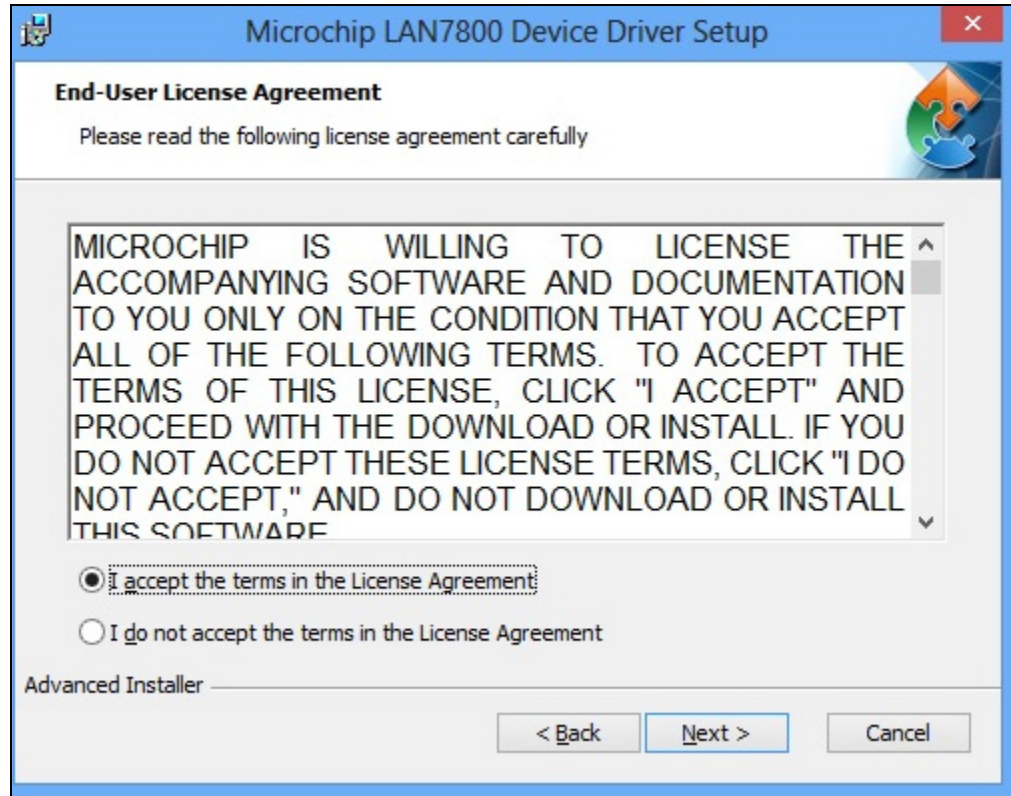 Microchip LAN7800 Device Driver Setup
End-User License Agreement
Please read the following license agreement carefully
MICROCHIP IS WILLING TO LICENSE THE
ACCOMPANYING SOFTWARE AND DOCUMENTATION
TO YOU ONLY ON THE CONDITION THAT YOU ACCEPT
ALL OF THE FOLLOWING TERMS. TO ACCEPT THE
TERMS OF THIS LICENSE, CLICK "I ACCEPT" AND
PROCEED WITH THE DOWNLOAD OR INSTALL. IF YOU
DO NOT ACCEPT THESE LICENSE TERMS, CLICK "I DO
NOT ACCEPT," AND DO NOT DOWNLOAD OR INSTALL
THIS SOFTWARE
I accept the terms in the License Agreement
I do not accept the terms in the License Agreement
Advanced Installer
< Back Next > Cancel